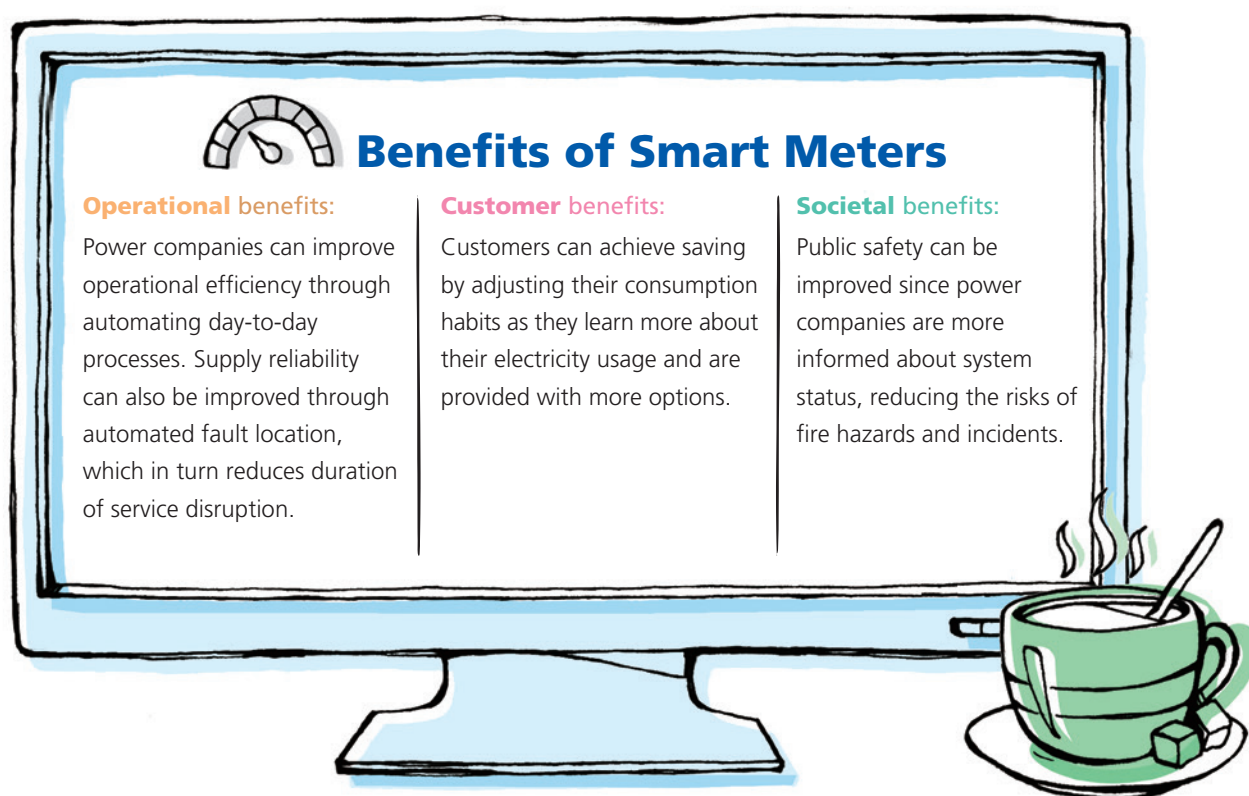 Benefits of Smart Meters
Operational benefits:
Power companies can improve
operational efficiency through
automating day-to-day
processes. Supply reliability
can also be improved through
automated fault location,
which in turn reduces duration
of service disruption.
Customer benefits:
Customers can achieve saving
by adjusting their consumption
habits as they learn more about
their electricity usage and are
provided with more options.
Societal benefits:
Public safety can be
improved since power
companies are more
informed about system
status, reducing the risks of
fire hazards and incidents.